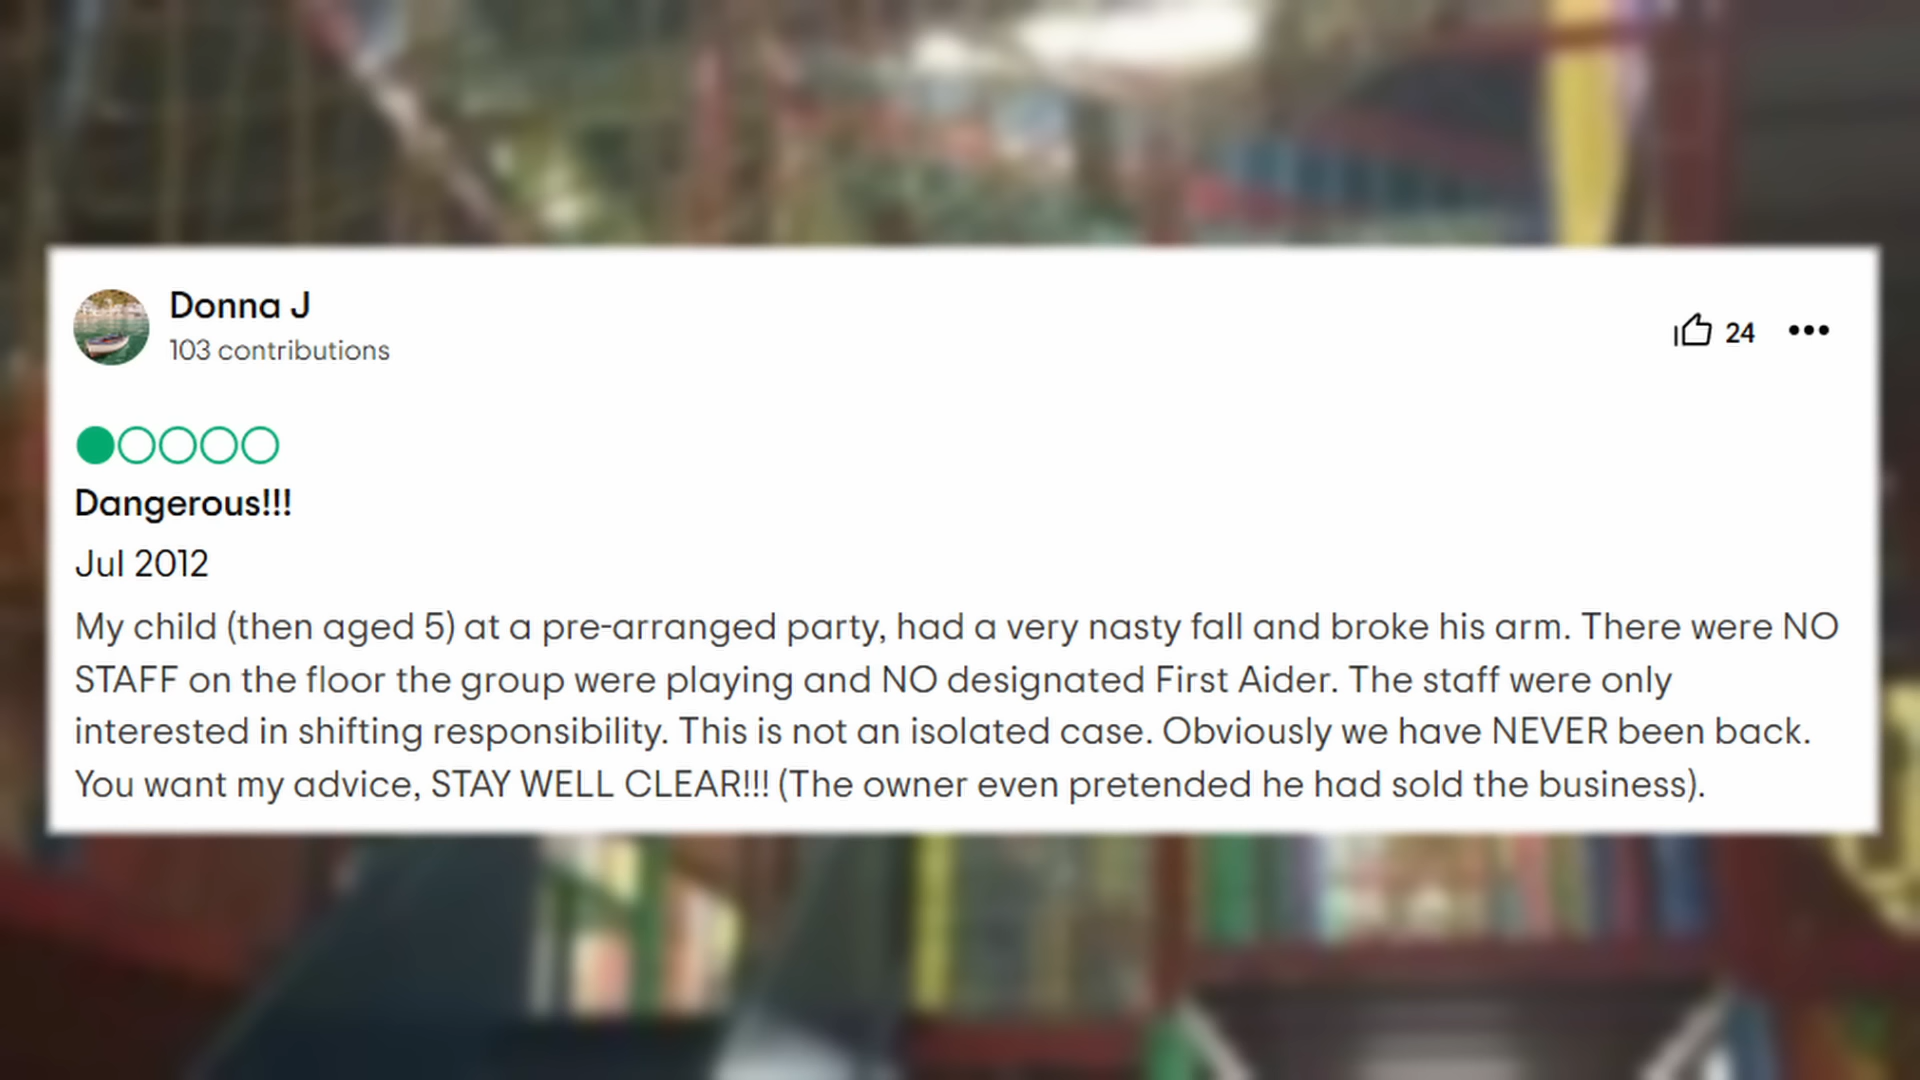 Donna J
103 contributions
24
Dangerous!!!
Jul 2012
My child (then aged 5) at a pre-arranged party, had a very nasty fall and broke his arm. There were NO
STAFF on the floor the group were playing and NO designated First Aider. The staff were only
interested in shifting responsibility. This is not an isolated case. Obviously we have NEVER been back.
You want my advice, STAY WELL CLEAR!!! (The owner even pretended he had sold the business).